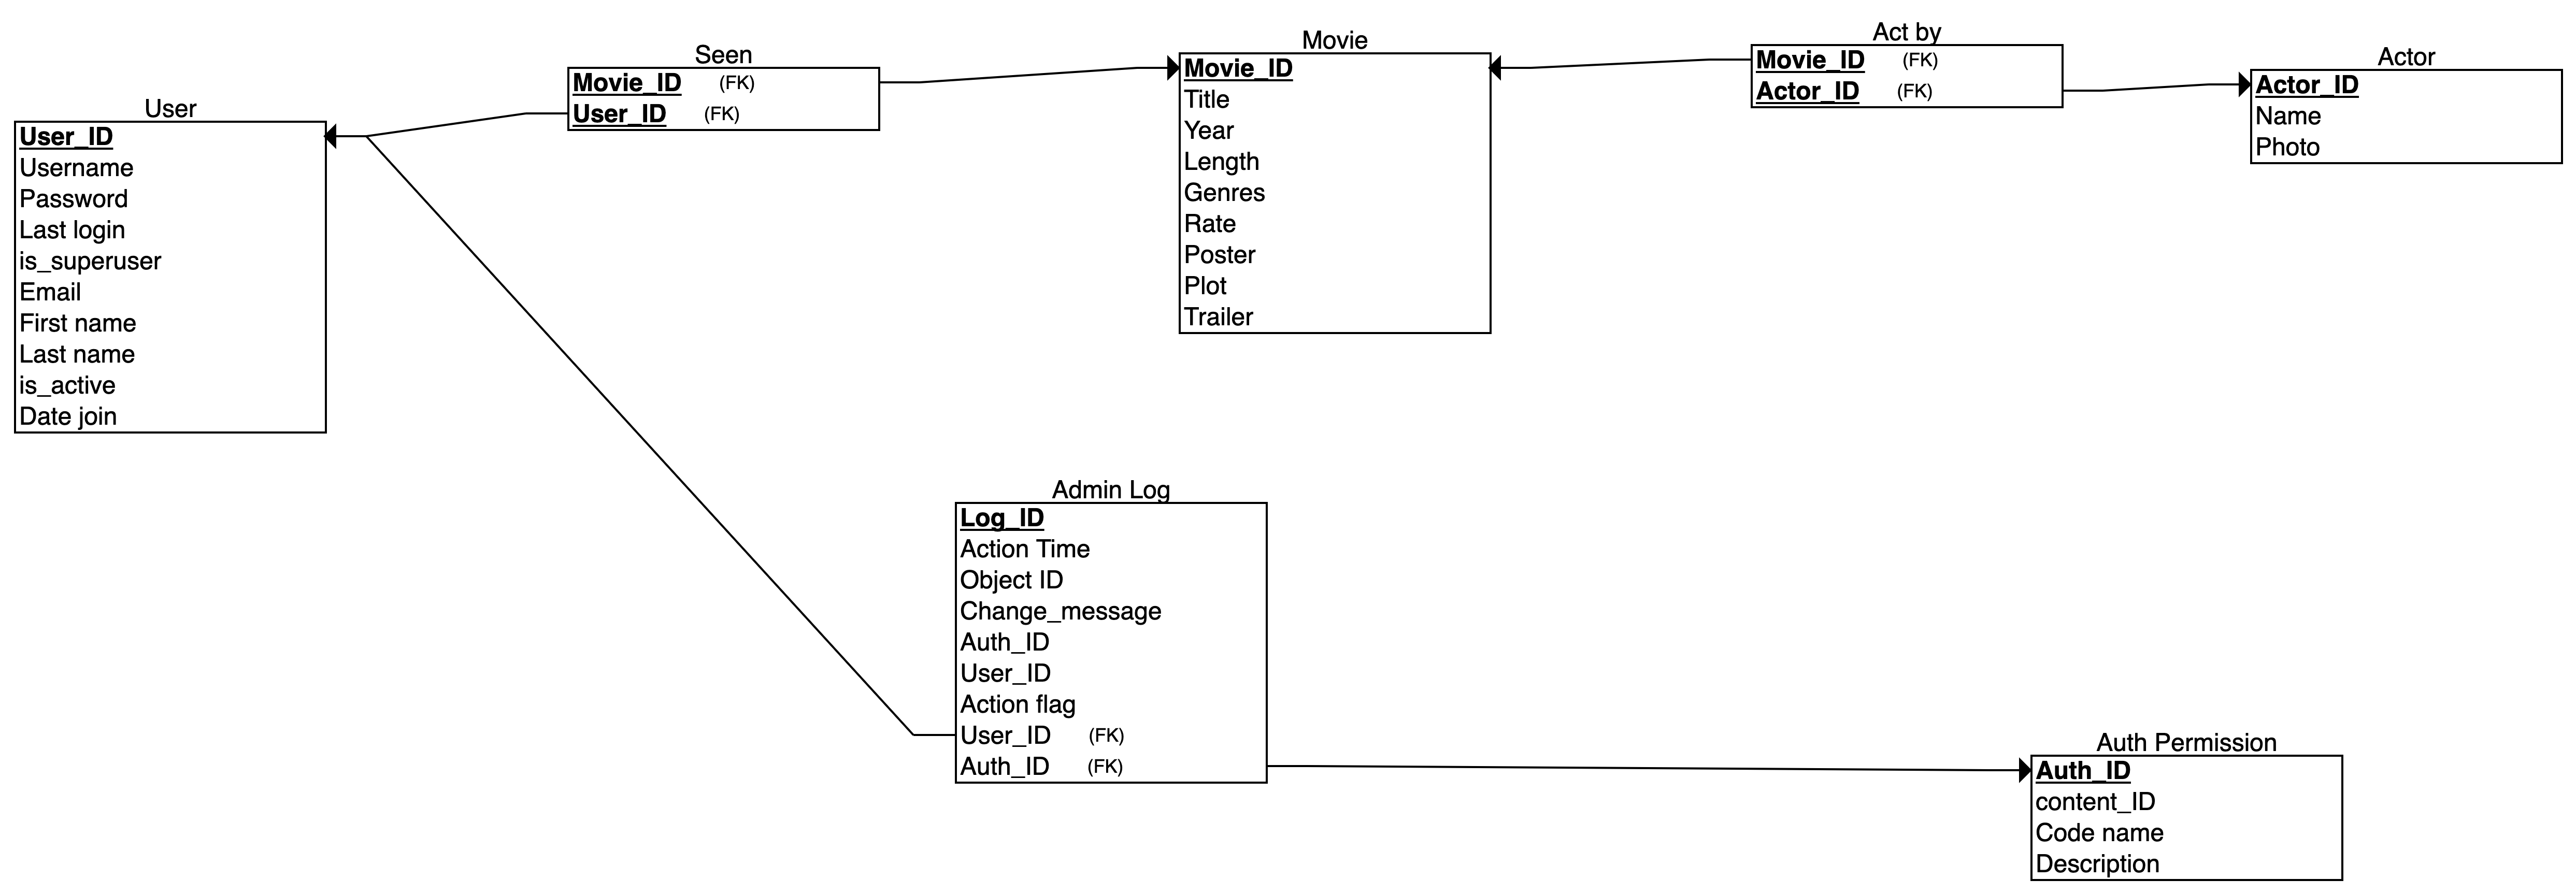 User
User_ID
Username
Password
Last login
is_superuser
Email
First name
Last name
is_active
Date join
Seen
Movie_ID (FK)
User_ID (FK)
Movie
Movie_ID
Title
Year
Length
Genres
Rate
Poster
Plot
Trailer
Act by
Movie_ID (FK)
Actor_ID (FK)
Actor
Actor_ID
Name
Photo
Admin Log
Log_ID
Action Time
Object ID
Change_message
Auth_ID
User_ID
Action flag
User_ID (FK)
Auth_ID (FK)
Auth Permission
Auth_ID
content_ID
Code name
Description